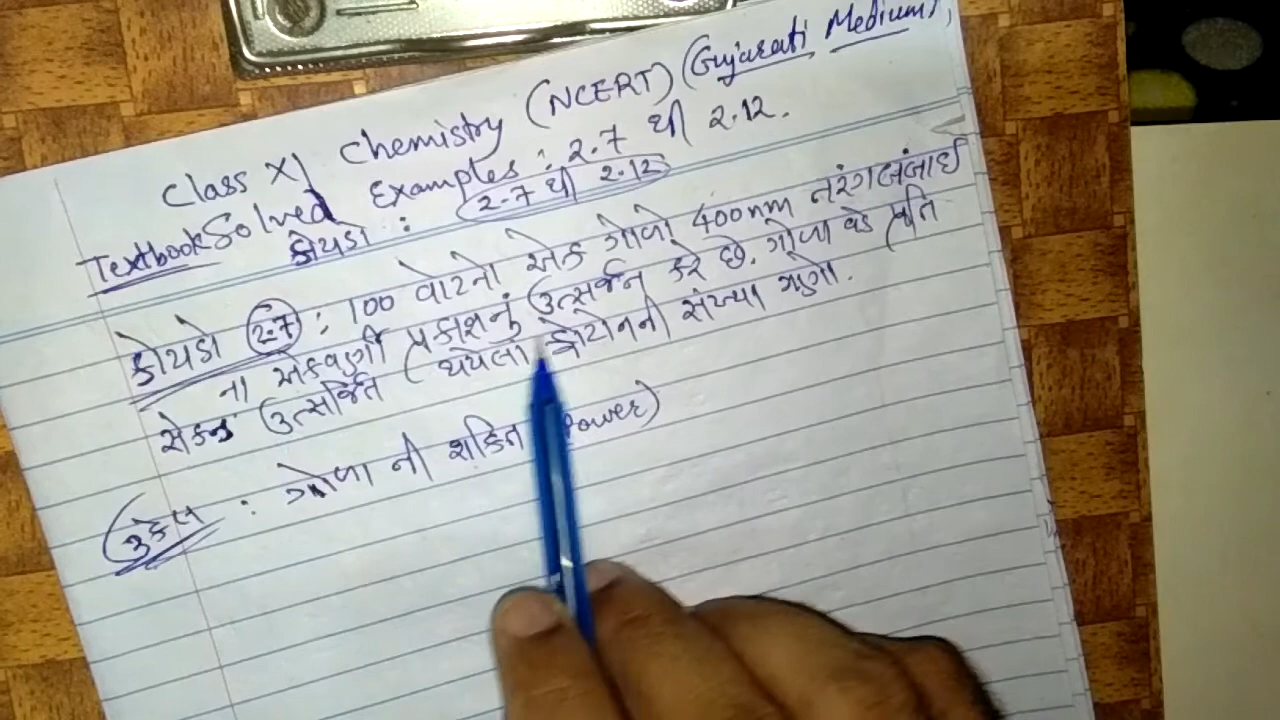 Class XI Chemistry (NCERT) (Gujarati Medium)
Textbook Solved Examples : 2.7 થી 2.12.
કોયડો : 2.7 થી 2.12
કોયડો 2.7 : 100 વોટનો એક ગોળો 400nm તરંગલંબાઈ
ના એકવર્ણી પ્રકાશનું ઉત્સર્જન કરે છે. ગોળા વડે પ્રતિ
સેકન્ડ ઉત્સર્જિત થયેલા ફોટોનની સંખ્યા ગણો.
ઉકેલ : ગોળા ની શક્તિ (Power)